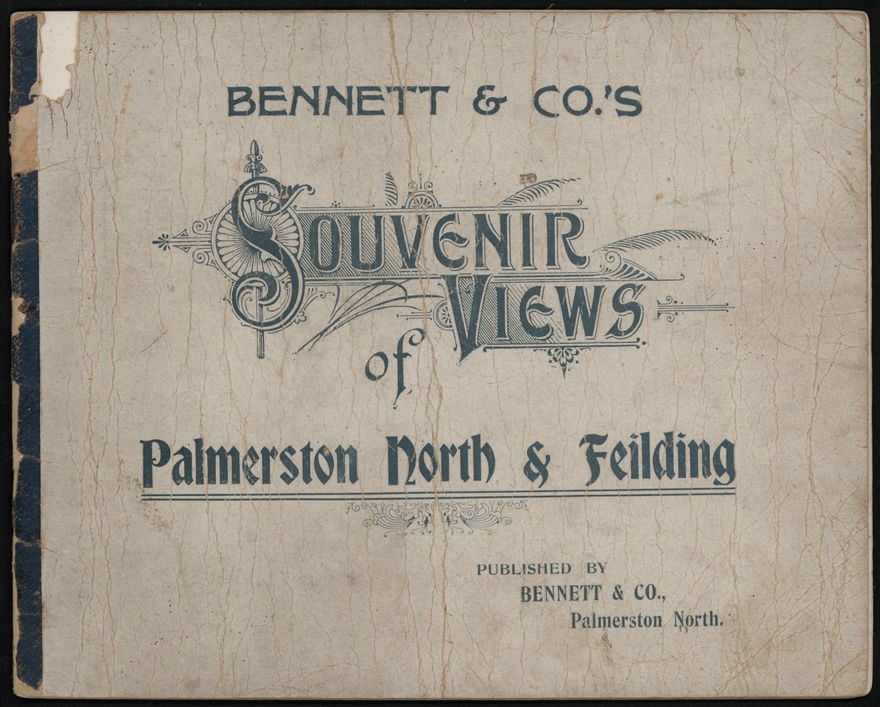 BENNETT & CO.'S
SOUVENIR
VIEWS
of
Palmerston North & Feilding
PUBLISHED BY
BENNETT & CO.,
Palmerston North.